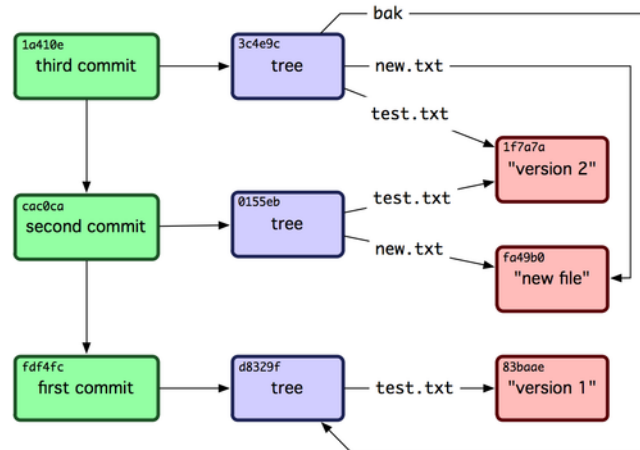 bak
1a410e
third commit
3c4e9c
tree
new.txt
test.txt
1f7a7a
"version 2"
cac0ca
second commit
0155eb
tree
test.txt
new.txt
fa49b0
"new file"
fdf4fc
first commit
d8329f
tree
test.txt
83baae
"version 1"